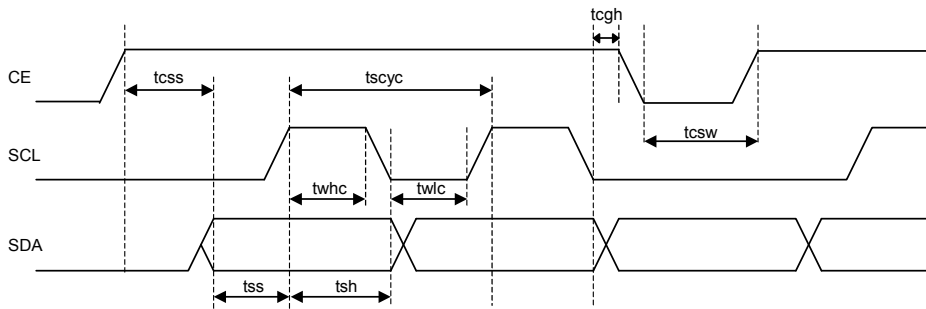 tcgh
CE
tcss
tscyc
tcsw
SCL
twhc
twlc
SDA
tss
tsh